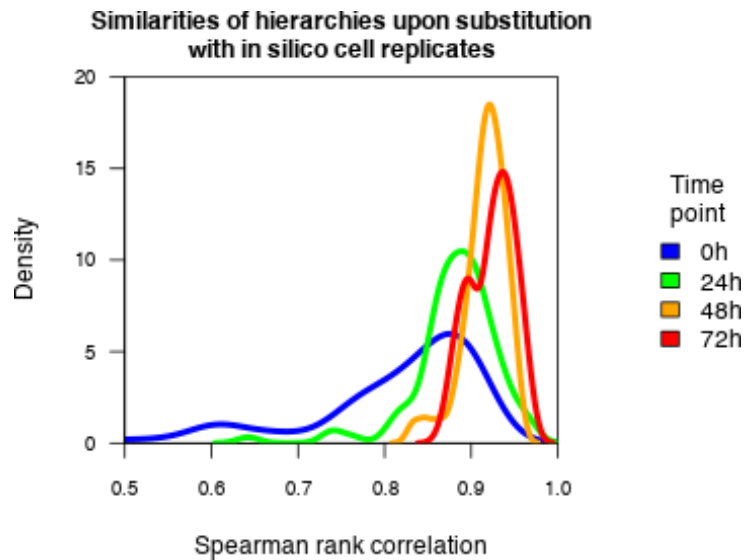 Similarities of hierarchies upon substitution
with in silico cell replicates
20
15
10
5
0
Density
0.5 0.6 0.7 0.8 0.9 1.0
Spearman rank correlation
Time
point
0h
24h
48h
72h